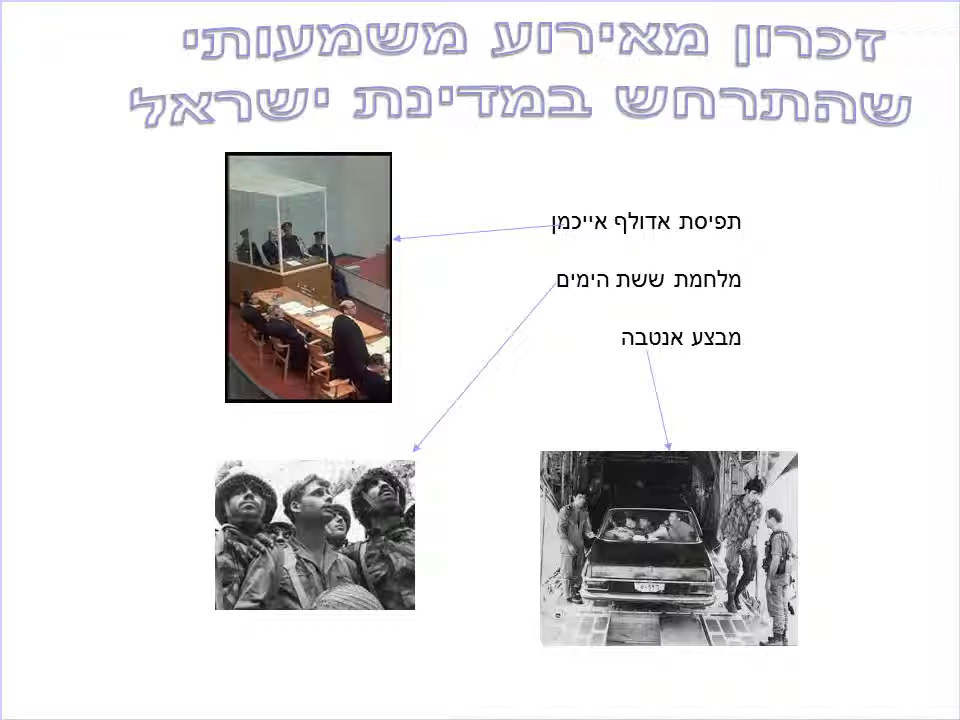 זכרון מאירוע משמעותי
שהתרחש במדינת ישראל
תפיסת אדולף אייכמן
מלחמת ששת הימים
מבצע אנטבה